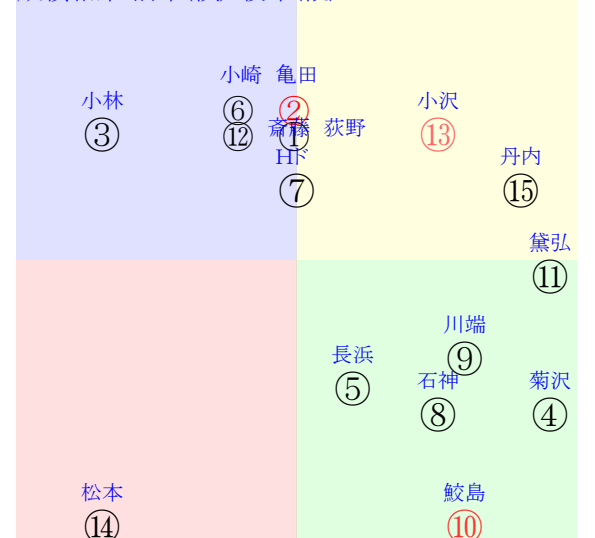 小崎 亀田
小林 小沢
⑥ ②
③ ⑫ 斎藤 ① 荻野 ⑬
Hド 丹内
⑦ ⑮
黛弘
⑪
川端
長浜 ⑨
⑤ 石神 菊沢
⑧ ④
松本 鮫島
⑭ ⑩